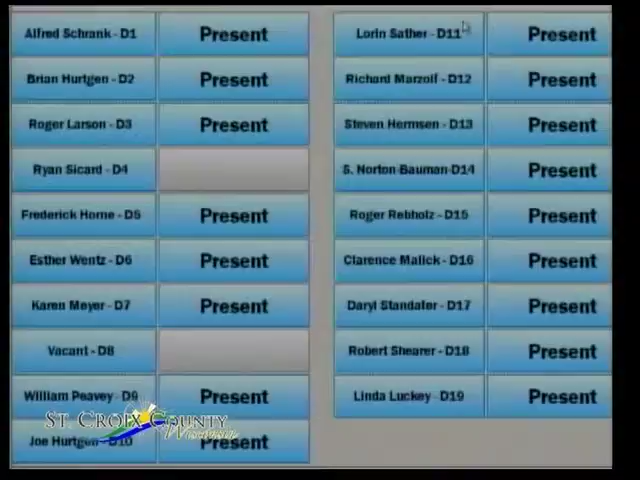 Alfred Schrank - D1 Present
Brian Hurtgen - D2 Present
Roger Larson - D3 Present
Ryan Sicard - D4
Frederick Horne - D5 Present
Esther Wentz - D6 Present
Karen Meyer - D7 Present
Vacant - D8
William Peavey - D9 Present
Joe Hurtgen - D10 Present
Lorin Sather - D11 Present
Richard Marzolf - D12 Present
Steven Hermsen - D13 Present
S. Norton-Bauman-D14 Present
Roger Rebholz - D15 Present
Clarence Malick - D16 Present
Daryl Standafer - D17 Present
Robert Shearer - D18 Present
Linda Luckey - D19 Present
ST. CROIX COUNTY
Wisconsin